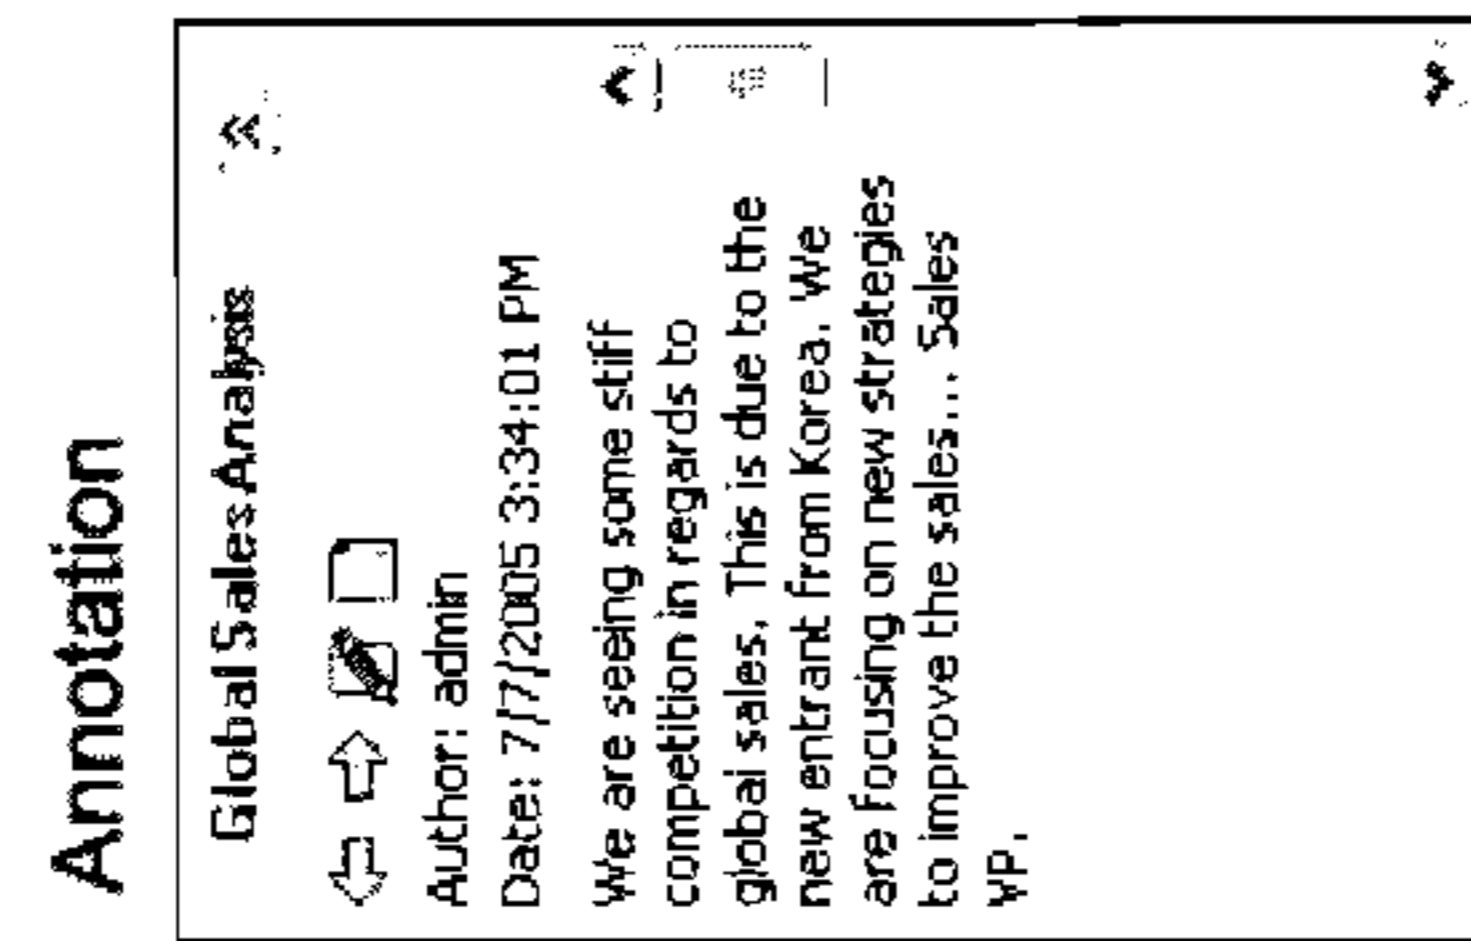 Annotation
Global Sales Analysis
Author: admin
Date: 7/7/2005 3:34:01 PM
We are seeing some stiff
competition in regards to
global sales. This is due to the
new entrant from Korea. We
are focusing on new strategies
to improve the sales... Sales
VP.